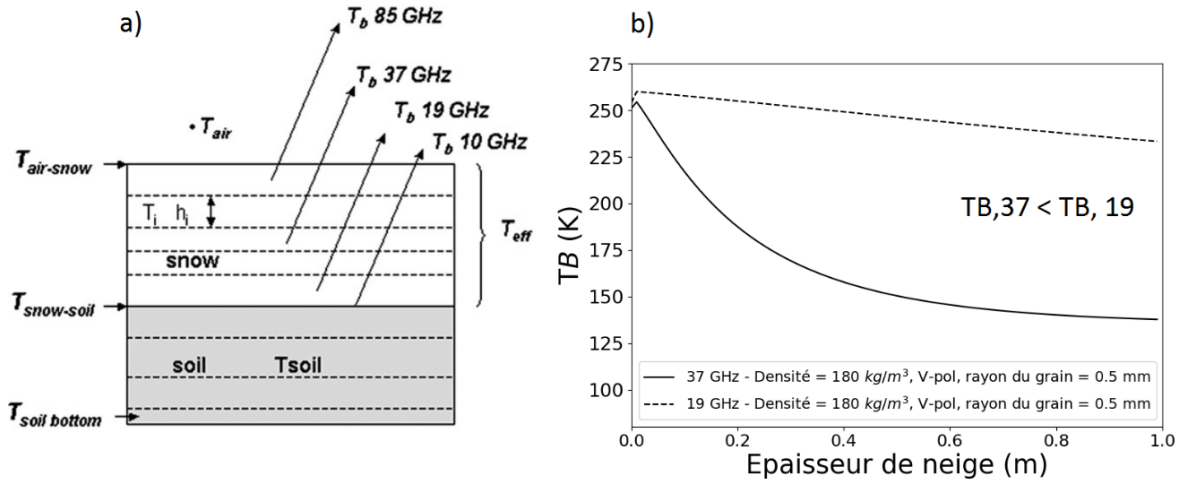 a)
T_b 85 GHz
T_b 37 GHz
T_b 19 GHz
T_b 10 GHz
• T_air
T_air-snow
T_i h_i
T_eff
snow
T_snow-soil
soil Tsoil
T_soil bottom
b)
275
250
225
200
175
150
125
100
TB (K)
TB,37 < TB, 19
37 GHz - Densité = 180 kg/m³, V-pol, rayon du grain = 0.5 mm
19 GHz - Densité = 180 kg/m³, V-pol, rayon du grain = 0.5 mm
0.0 0.2 0.4 0.6 0.8 1.0
Epaisseur de neige (m)